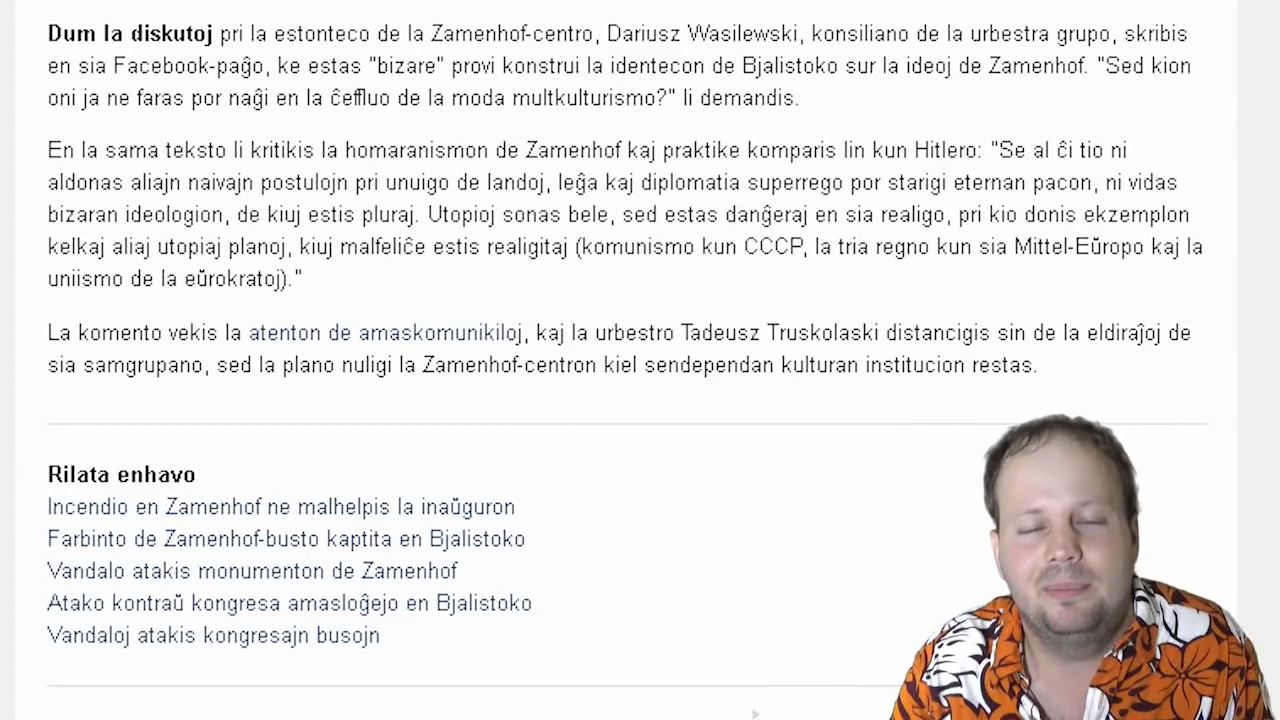 Dum la diskutoj pri la estonteco de la Zamenhof-centro, Dariusz Wasilewski, konsiliano de la urbestra grupo, skribis
en sia Facebook-paĝo, ke estas "bizare" provi konstrui la identecon de Bjalistoko sur la ideoj de Zamenhof. "Sed kion
oni ja ne faras por naĝi en la ĉeffluo de la moda multkulturismo?" li demandis.
En la sama teksto li kritikis la homaranismon de Zamenhof kaj praktike komparis lin kun Hitlero: "Se al ĉi tio ni
aldonas aliajn naivajn postulojn pri unuigo de landoj, leĝa kaj diplomatia superrego por starigi eternan pacon, ni vidas
bizaran ideologion, de kiuj estis pluraj. Utopioj sonas bele, sed estas danĝeraj en sia realigo, pri kio donis ekzemplon
kelkaj aliaj utopiaj planoj, kiuj malfeliĉe estis realigitaj (komunismo kun CCCP, la tria regno kun sia Mittel-Eŭropo kaj la
uniismo de la eŭrokratoj)."
La komento vekis la atenton de amaskomunikiloj, kaj la urbestro Tadeusz Truskolaski distancigis sin de la eldiraĵoj de
sia samgrupano, sed la plano nuligi la Zamenhof-centron kiel sendependan kulturan institucion restas.
Rilata enhavo
Incendio en Zamenhof ne malhelpis la inaŭguron
Farbinto de Zamenhof-busto kaptita en Bjalistoko
Vandalo atakis monumenton de Zamenhof
Atako kontraŭ kongresa amasloĝejo en Bjalistoko
Vandaloj atakis kongresajn busojn